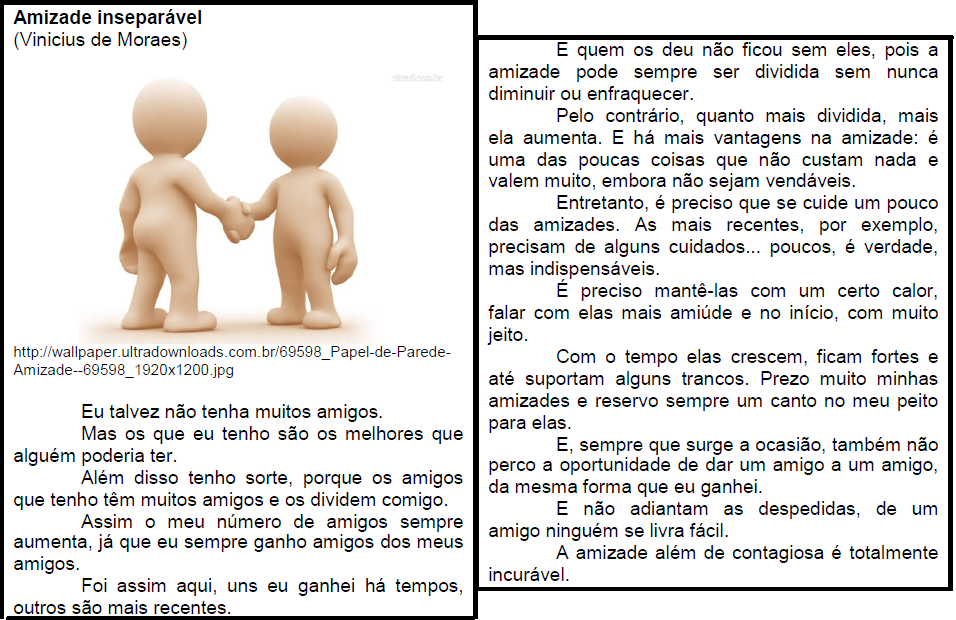 Amizade inseparável
(Vinicius de Moraes)
http://wallpaper.ultradownloads.com.br/69598_Papel-de-Parede-
Amizade--69598_1920x1200.jpg
Eu talvez não tenha muitos amigos.
Mas os que eu tenho são os melhores que
alguém poderia ter.
Além disso tenho sorte, porque os amigos
que tenho têm muitos amigos e os dividem comigo.
Assim o meu número de amigos sempre
aumenta, já que eu sempre ganho amigos dos meus
amigos.
Foi assim aqui, uns eu ganhei há tempos,
outros são mais recentes.
E quem os deu não ficou sem eles, pois a
amizade pode sempre ser dividida sem nunca
diminuir ou enfraquecer.
Pelo contrário, quanto mais dividida, mais
ela aumenta. E há mais vantagens na amizade: é
uma das poucas coisas que não custam nada e
valem muito, embora não sejam vendáveis.
Entretanto, é preciso que se cuide um pouco
das amizades. As mais recentes, por exemplo,
precisam de alguns cuidados... poucos, é verdade,
mas indispensáveis.
É preciso mantê-las com um certo calor,
falar com elas mais amiúde e no início, com muito
jeito.
Com o tempo elas crescem, ficam fortes e
até suportam alguns trancos. Prezo muito minhas
amizades e reservo sempre um canto no meu peito
para elas.
E, sempre que surge a ocasião, também não
perco a oportunidade de dar um amigo a um amigo,
da mesma forma que eu ganhei.
E não adiantam as despedidas, de um
amigo ninguém se livra fácil.
A amizade além de contagiosa é totalmente
incurável.